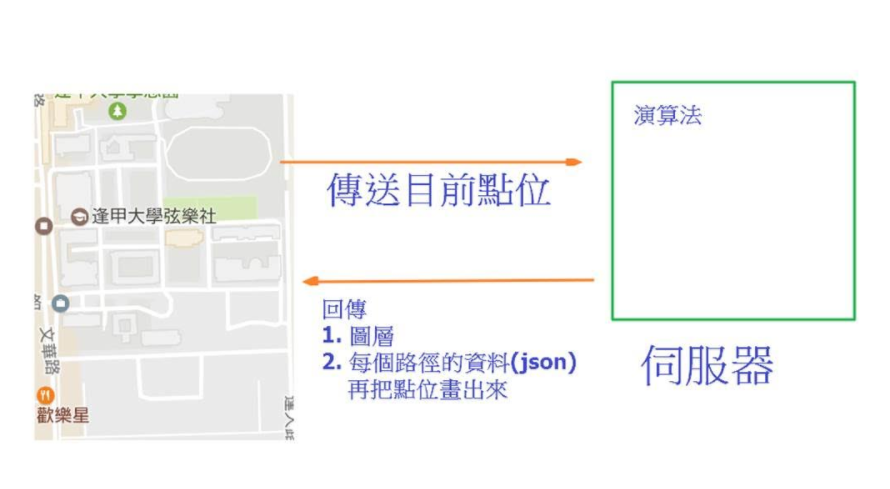 逢甲大學弦樂社
文華路
歡樂星
傳送目前點位
回傳
1. 圖層
2. 每個路徑的資料(json)
再把點位畫出來
演算法
伺服器